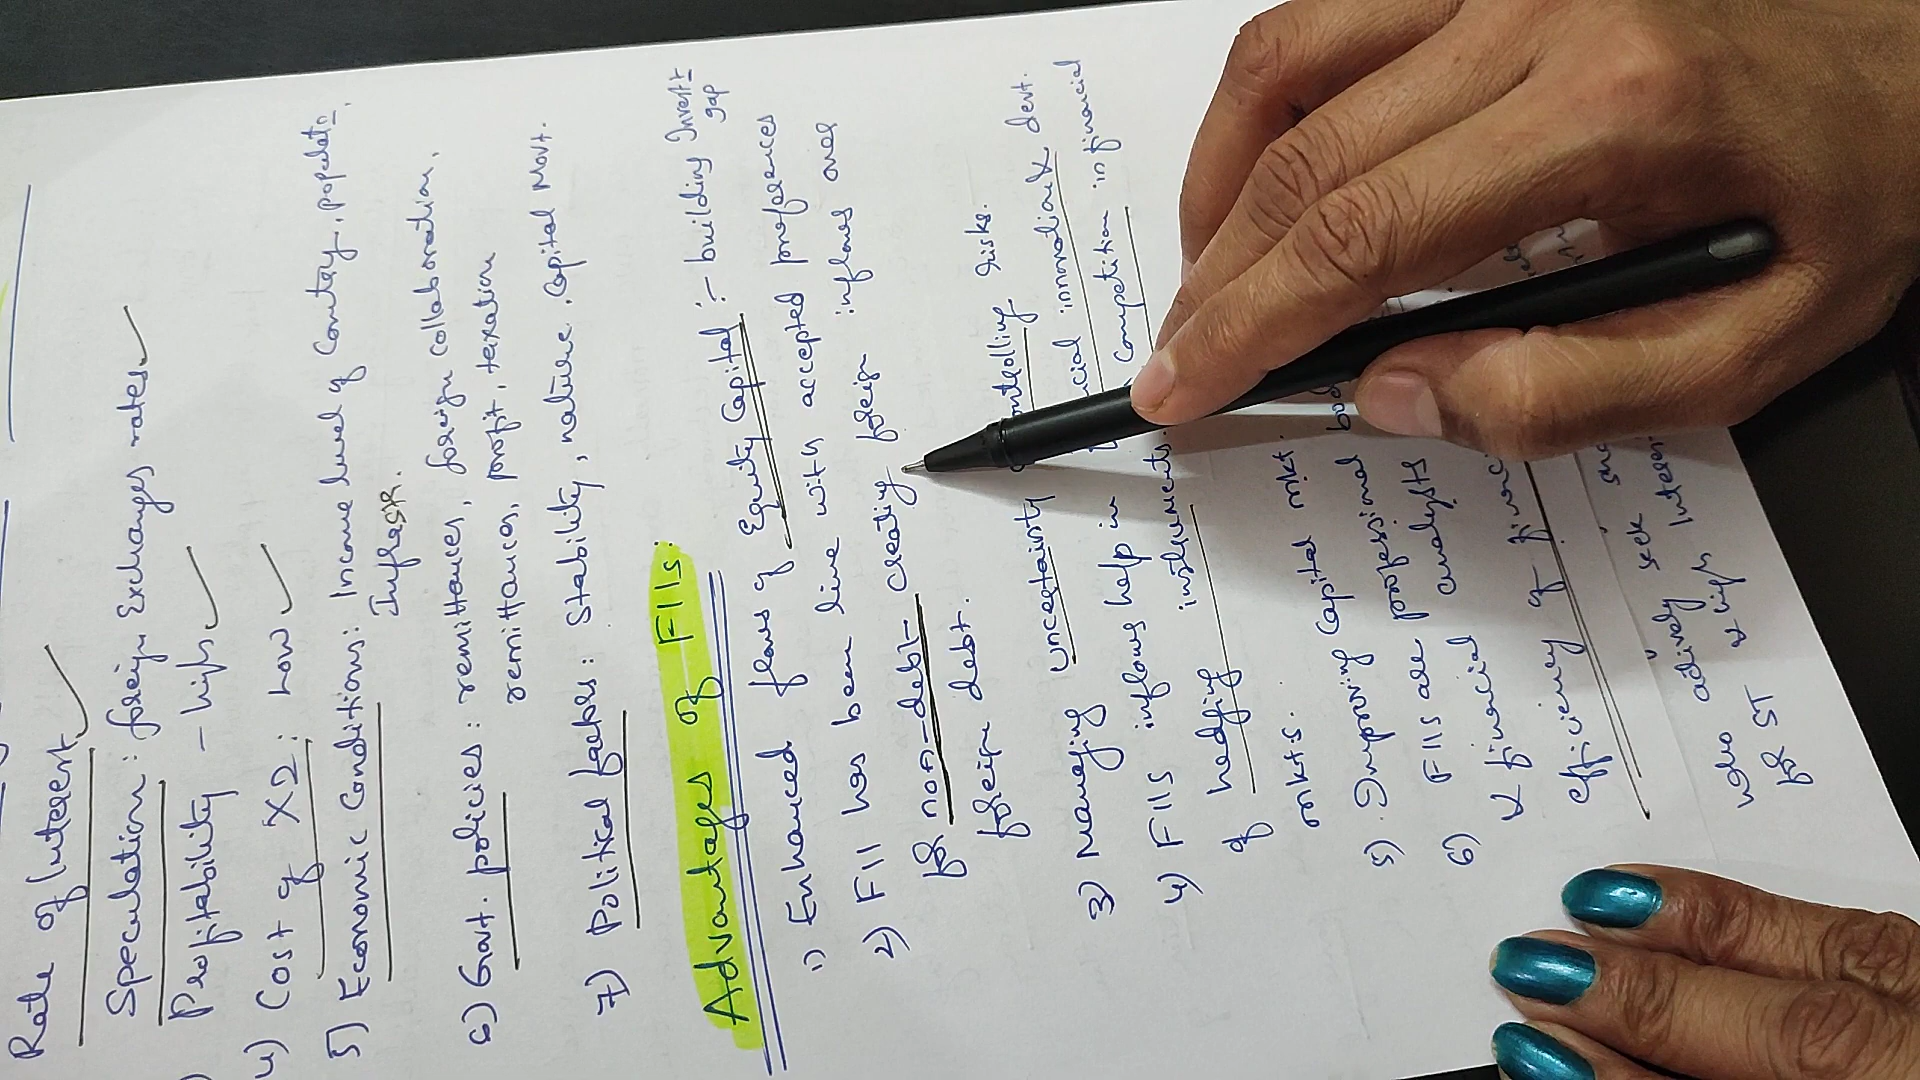 Rate of Interest
Speculation : foreign Exchanges rates
Profitability - high
4) Cost of X2 : Low
5) Economic Conditions : Income level of Country, populatn.
Inflasn.
6) Govt. policies : remittances, foreign collaboration,
remittances, profit, taxation
7) Political factors : Stability, nature. Capital Movt.
Advantages of FIIs:
1) Enhanced flows of Equity Capital :- building Investt gap
2) FII has been line with accepted preferences
for non-debt creating foreign inflows over
foreign debt.
3) Managing uncertainty controlling risks.
4) FIIs inflows help in innovation & devt.
of hedging instruments. Competition in financial
mkts.
5) Improving Capital mkt.
6) FIIs are professional
& financial analysts
efficiency of
who actively seek
for ST & high